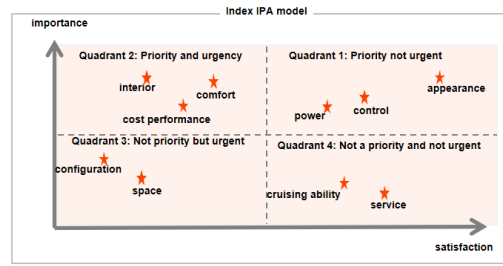 Index IPA model
importance
Quadrant 2: Priority and urgency
Quadrant 1: Priority not urgent
interior
comfort
appearance
cost performance
power
control
Quadrant 3: Not priority but urgent
Quadrant 4: Not a priority and not urgent
configuration
space
cruising ability
service
satisfaction